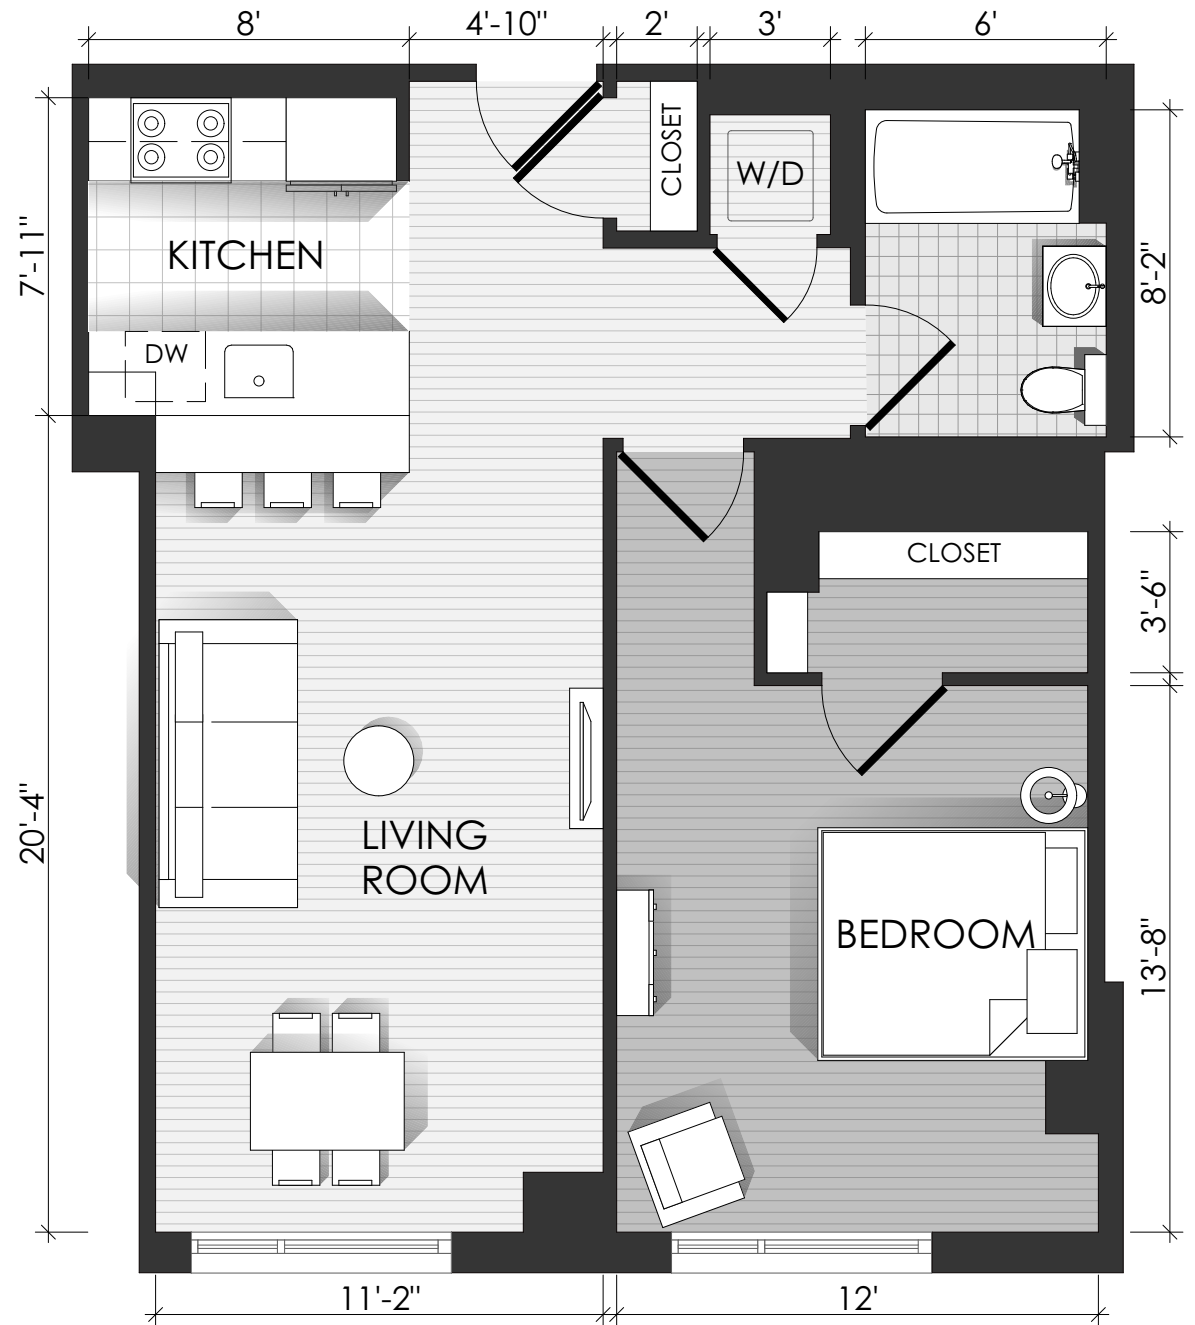 8'
4'-10"
2'
3'
6'
CLOSET
W/D
KITCHEN
7'-11"
8'-2"
DW
CLOSET
3'-6"
20'-4"
LIVING
ROOM
BEDROOM
13'-8"
11'-2"
12'